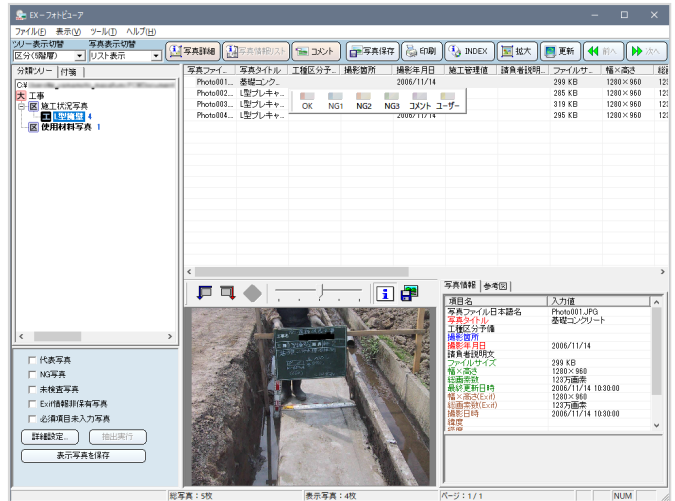 EX-フォトビューア
ファイル(F) 表示(V) ツール(T) ヘルプ(H)
ツリー表示切替 写真表示切替
区分(5階層) リスト表示
写真詳細 写真情報リスト コメント 写真保存 印刷 INDEX 拡大 更新 前へ 次へ
分類ツリー 付箋
C:¥
大 工事
区 施工状況写真
工 L型擁壁 4
区 使用材料写真 1
写真ファイ... 写真タイトル 工種区分予... 撮影箇所 撮影年月日 施工管理値 請負者説明... ファイルサ... 幅×高さ 総画
Photo001... 基礎コンク... 2006/11/14 299 KB 1280×960 123
Photo002... L型プレキャ... 285 KB 1280×960 123
Photo003... L型プレキャ... 319 KB 1280×960 123
Photo004... L型プレキャ... 2006/11/14 295 KB 1280×960 123
OK NG1 NG2 NG3 コメント ユーザー
代表写真
NG写真
未検査写真
Exif情報非保有写真
必須項目未入力写真
詳細設定... 抽出実行
表示写真を保存
写真情報 参考図
項目名 入力値
写真ファイル日本語名 Photo001.JPG
写真タイトル 基礎コンクリート
工種区分予備
撮影箇所
撮影年月日 2006/11/14
請負者説明文
ファイルサイズ 299 KB
幅×高さ 1280×960
総画素数 123万画素
最終更新日時 2006/11/14 10:30:00
幅×高さ(Exif) 1280×960
総画素数(Exif) 123万画素
撮影日時 2006/11/14 10:30:00
緯度
経度
総写真：5枚 表示写真：4枚 ページ：1/1 NUM